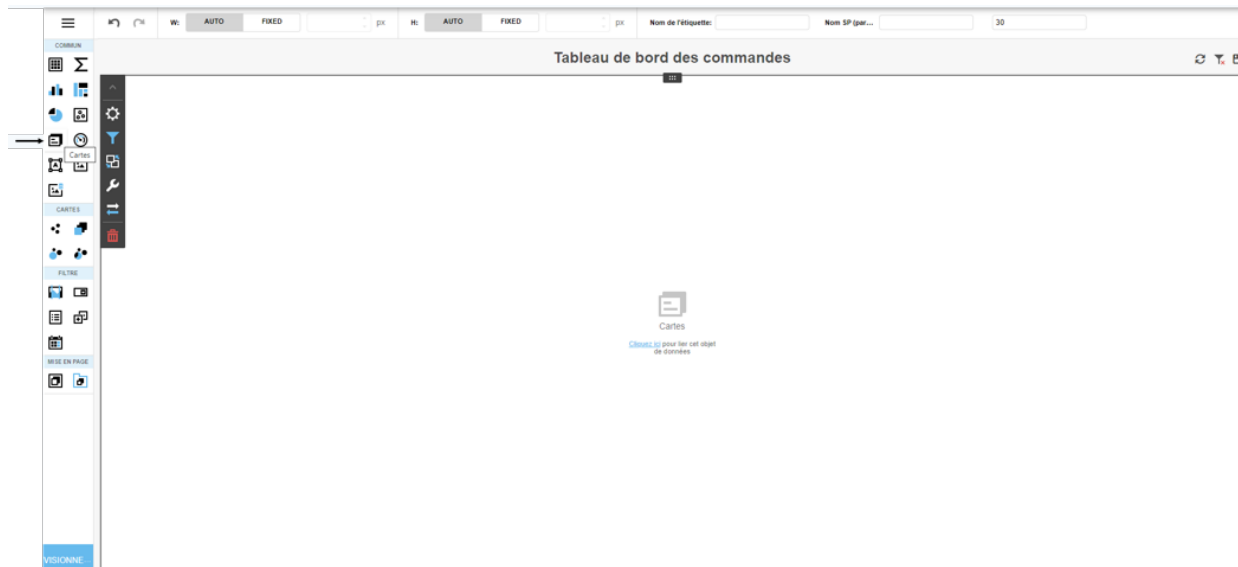 W: AUTO FIXED px H: AUTO FIXED px Nom de l'étiquette: Nom SP (par... 30
COMMUN
Tableau de bord des commandes
Cartes
CARTES
FILTRE
MISE EN PAGE
Cartes
Cliquez ici pour lier cet objet
de données
VISIONNE...